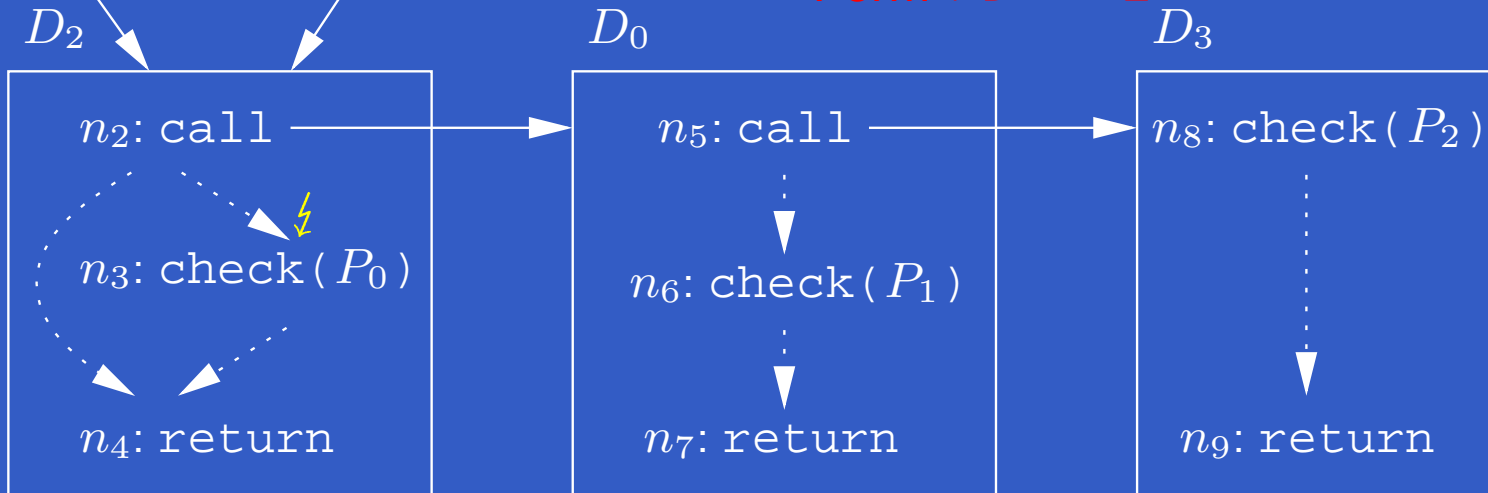 D₂ D₀ D₃
n₂: call n₅: call n₈: check(P₂)
n₃: check(P₀) n₆: check(P₁)
n₄: return n₇: return n₉: return